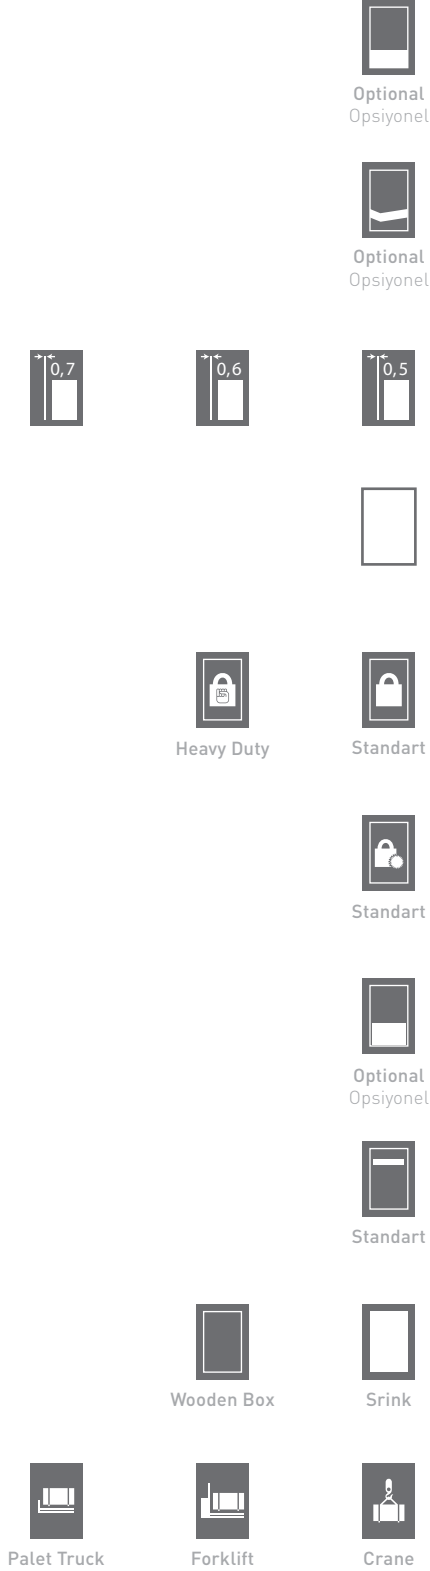 Optional
Opsiyonel
Optional
Opsiyonel
0,7 0,6 0,5
Heavy Duty Standart
Standart
Optional
Opsiyonel
Standart
Wooden Box Srink
Palet Truck Forklift Crane